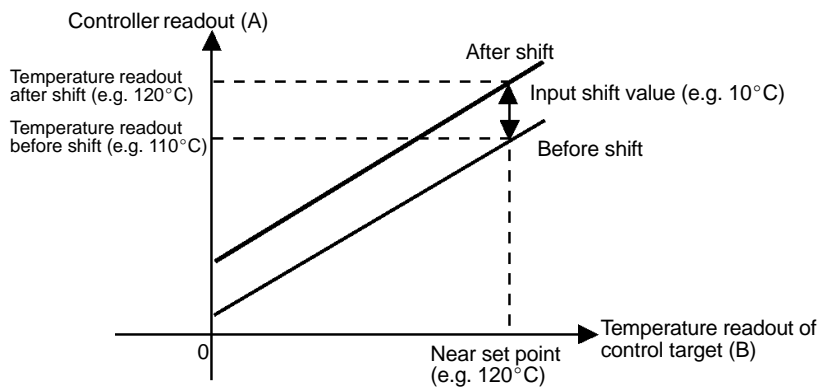 Controller readout (A)
After shift
Temperature readout
after shift (e.g. 120°C)
Input shift value (e.g. 10°C)
Temperature readout
before shift (e.g. 110°C)
Before shift
0
Near set point
(e.g. 120°C)
Temperature readout of
control target (B)